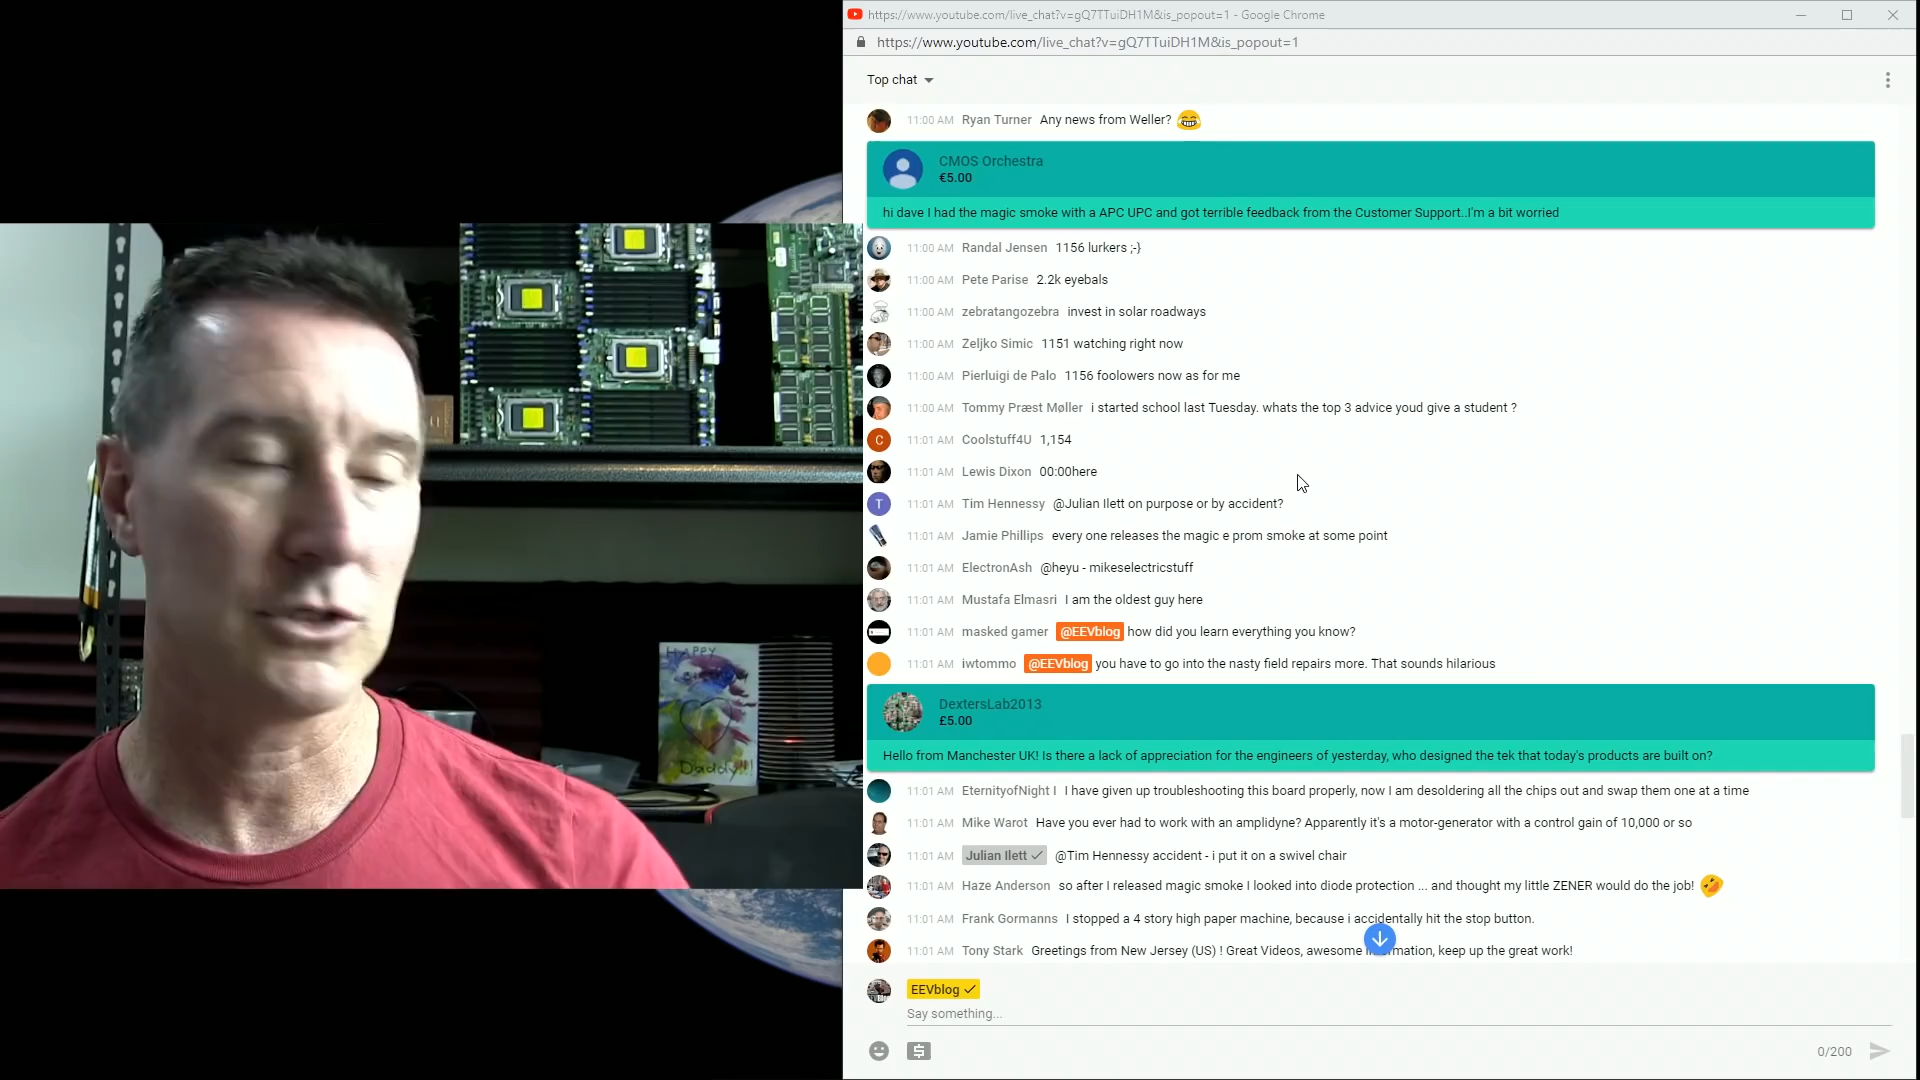 https://www.youtube.com/live_chat?v=gQ7TTuiDH1M&is_popout=1 - Google Chrome
https://www.youtube.com/live_chat?v=gQ7TTuiDH1M&is_popout=1
Top chat
11:00 AM Ryan Turner Any news from Weller? 😂
CMOS Orchestra
€5.00
hi dave I had the magic smoke with a APC UPC and got terrible feedback from the Customer Support..I'm a bit worried
11:00 AM Randal Jensen 1156 lurkers ;-}
11:00 AM Pete Parise 2.2k eyebals
11:00 AM zebratangozebra invest in solar roadways
11:00 AM Željko Simic 1151 watching right now
11:00 AM Pierluigi de Palo 1156 foolowers now as for me
11:00 AM Tommy Præst Møller i started school last Tuesday. whats the top 3 advice youd give a student ?
C 11:01 AM Coolstuff4U 1,154
11:01 AM Lewis Dixon 00:00here
T 11:01 AM Tim Hennessy @Julian Ilett on purpose or by accident?
11:01 AM Jamie Phillips every one releases the magic e prom smoke at some point
11:01 AM ElectronAsh @heyu - mikeselectricstuff
11:01 AM Mustafa Elmasri I am the oldest guy here
11:01 AM masked gamer @EEVblog how did you learn everything you know?
11:01 AM iwtommo @EEVblog you have to go into the nasty field repairs more. That sounds hilarious
DextersLab2013
£5.00
Hello from Manchester UK! Is there a lack of appreciation for the engineers of yesterday, who designed the tek that today's products are built on?
11:01 AM EternityofNight I I have given up troubleshooting this board properly, now I am desoldering all the chips out and swap them one at a time
11:01 AM Mike Warot Have you ever had to work with an amplidyne? Apparently it's a motor-generator with a control gain of 10,000 or so
11:01 AM Julian Ilett ✓ @Tim Hennessy accident - i put it on a swivel chair
11:01 AM Haze Anderson so after I released magic smoke I looked into diode protection ... and thought my little ZENER would do the job! 🤣
11:01 AM Frank Gormanns I stopped a 4 story high paper machine, because i accidentally hit the stop button.
11:01 AM Tony Stark Greetings from New Jersey (US) ! Great Videos, awesome information, keep up the great work!
EEVblog ✓
Say something...
0/200
HAPPY
Daddy!!!